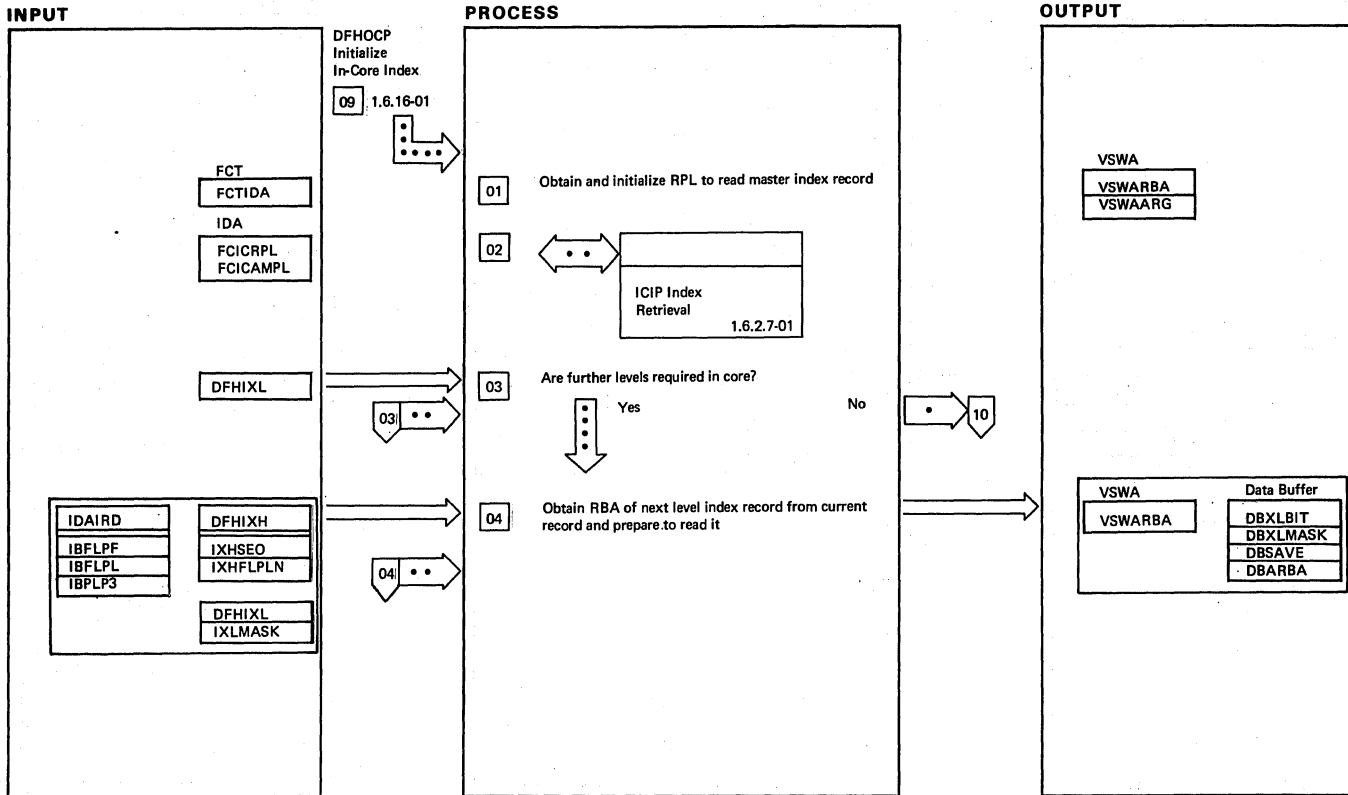 INPUT
PROCESS
OUTPUT
DFHOCP
Initialize
In-Core Index
09 1.6.16-01
FCT
FCTIDA
IDA
FCICRPL
FCICAMPL
01 Obtain and initialize RPL to read master index record
02
ICIP Index
Retrieval
1.6.2.7-01
VSWA
VSWARBA
VSWAARG
DFHIXL
03 Are further levels required in core?
03
Yes
No
10
IDAIRD
IBFLPF
IBFLPL
IBPLP3
DFHIXH
IXHSEO
IXHFLPLN
DFHIXL
IXLMASK
04 Obtain RBA of next level index record from current
record and prepare to read it
04
VSWA
VSWARBA
Data Buffer
DBXLBIT
DBXLMASK
DBSAVE
DBARBA